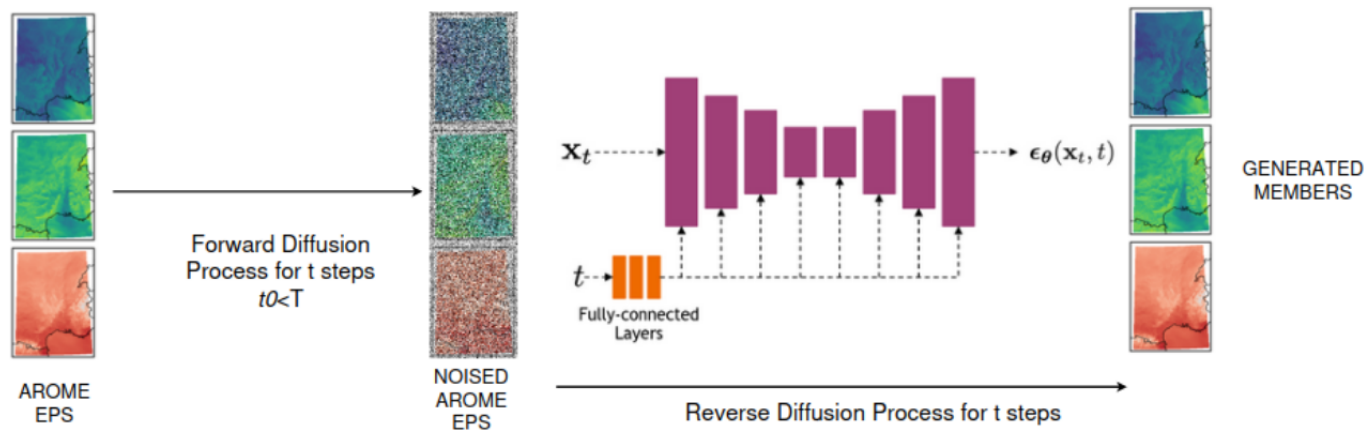 AROME
EPS
Forward Diffusion
Process for t steps
t0<T
NOISED
AROME
EPS
x_t
t
Fully-connected
Layers
ϵ_θ(x_t, t)
Reverse Diffusion Process for t steps
GENERATED
MEMBERS